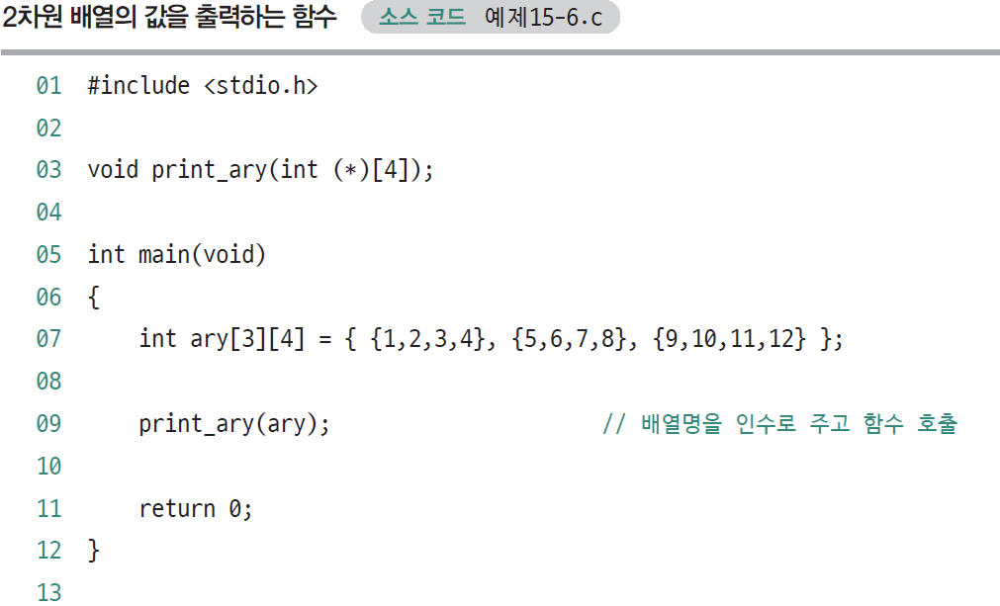 2차원 배열의 값을 출력하는 함수 소스 코드 예제15-6.c
01 #include <stdio.h>
02
03 void print_ary(int (*)[4]);
04
05 int main(void)
06 {
07     int ary[3][4] = { {1,2,3,4}, {5,6,7,8}, {9,10,11,12} };
08
09     print_ary(ary); // 배열명을 인수로 주고 함수 호출
10
11     return 0;
12 }
13